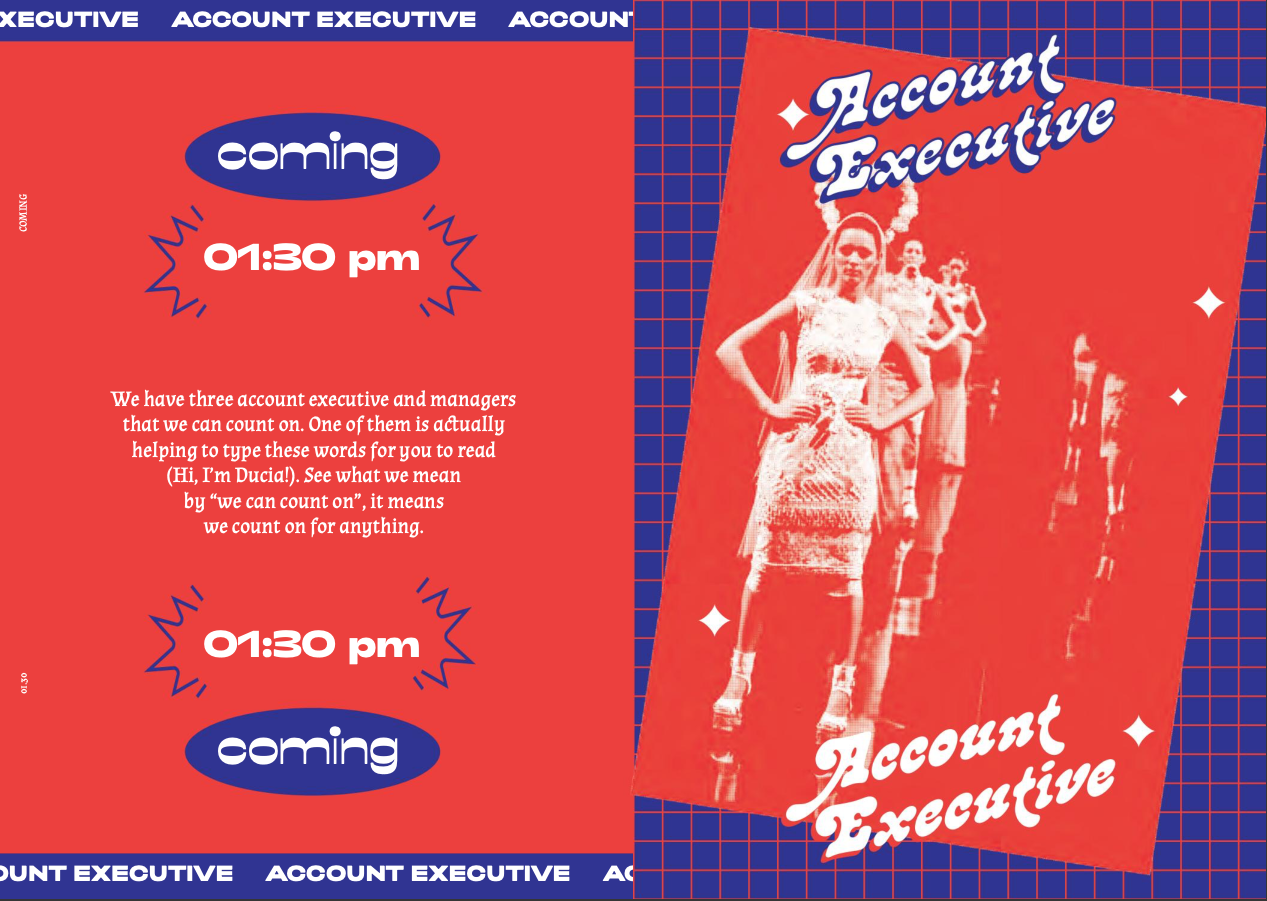 XECUTIVE ACCOUNT EXECUTIVE ACCOUNT
coming
01:30 pm
COMING
We have three account executive and managers
that we can count on. One of them is actually
helping to type these words for you to read
(Hi, I'm Ducia!). See what we mean
by “we can count on”, it means
we count on for anything.
01:30 pm
01.30
coming
OUNT EXECUTIVE ACCOUNT EXECUTIVE AC
Account
Executive
Account
Executive